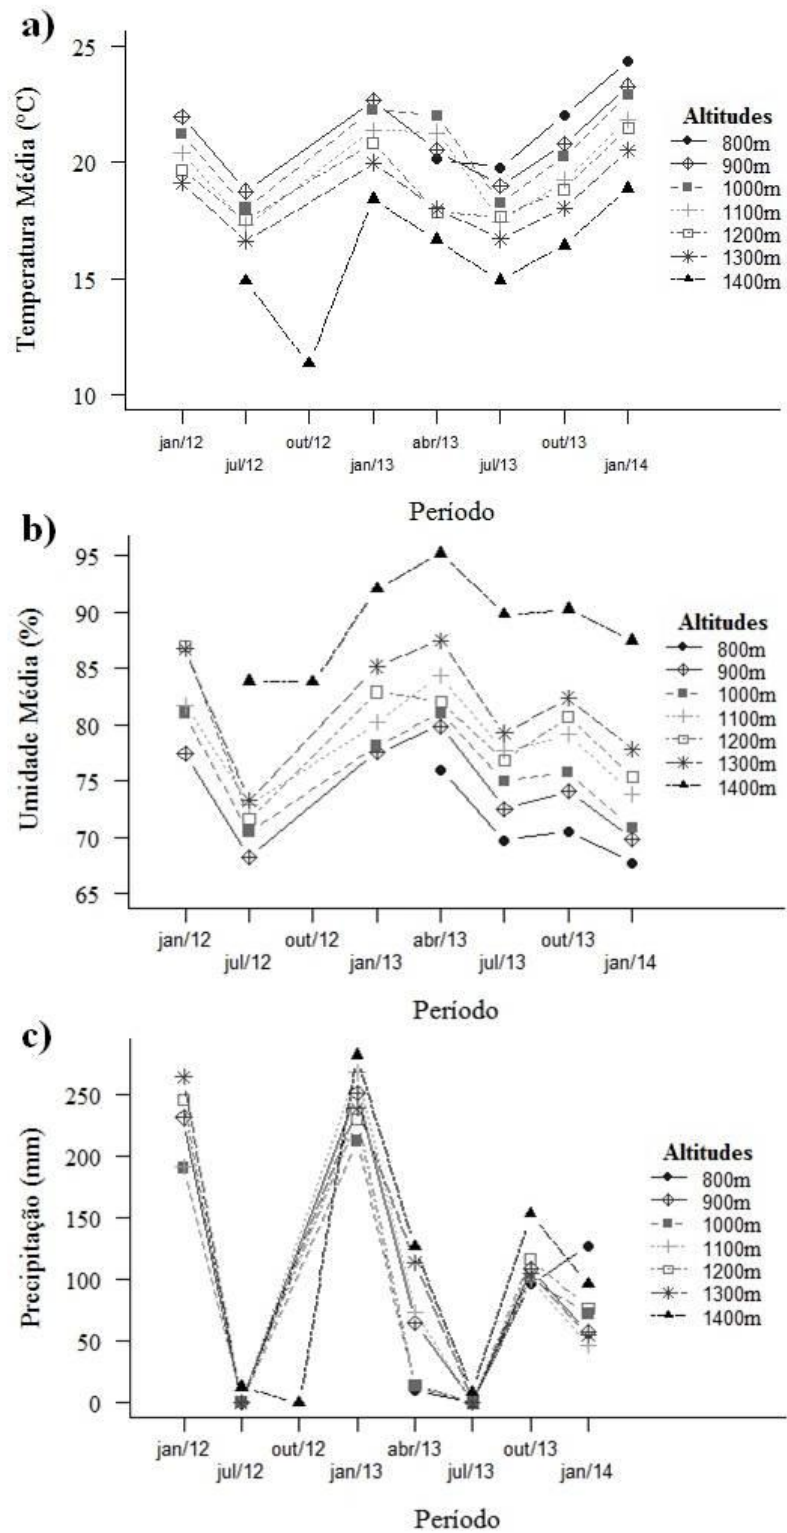 a)
25
20
15
10
Temperatura Média (°C)
jan/12
jul/12
out/12
jan/13
abr/13
jul/13
out/13
jan/14
Período
Altitudes
800m
900m
1000m
1100m
1200m
1300m
1400m
b)
95
90
85
80
75
70
65
Umidade Média (%)
jan/12
jul/12
out/12
jan/13
abr/13
jul/13
out/13
jan/14
Período
Altitudes
800m
900m
1000m
1100m
1200m
1300m
1400m
c)
250
200
150
100
50
0
Precipitação (mm)
jan/12
jul/12
out/12
jan/13
abr/13
jul/13
out/13
jan/14
Período
Altitudes
800m
900m
1000m
1100m
1200m
1300m
1400m